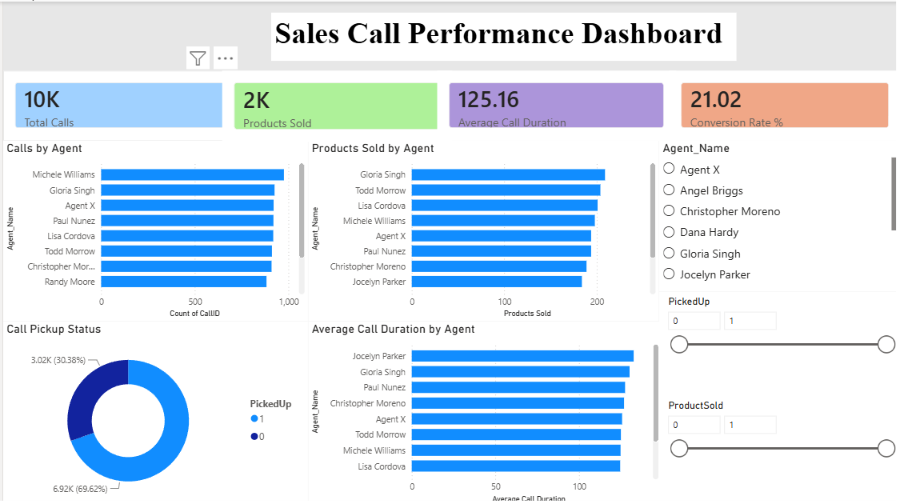 Sales Call Performance Dashboard
10K
Total Calls
2K
Products Sold
125.16
Average Call Duration
21.02
Conversion Rate %
Calls by Agent
Agent_Name
Michele Williams
Gloria Singh
Agent X
Paul Nunez
Lisa Cordova
Todd Morrow
Christopher Mor...
Randy Moore
0 500 1,000
Count of CallID
Products Sold by Agent
Agent_Name
Gloria Singh
Todd Morrow
Lisa Cordova
Michele Williams
Agent X
Paul Nunez
Christopher Moreno
Jocelyn Parker
0 100 200
Products Sold
Agent_Name
Agent X
Angel Briggs
Christopher Moreno
Dana Hardy
Gloria Singh
Jocelyn Parker
PickedUp
0 1
ProductSold
0 1
Call Pickup Status
3.02K (30.38%)
6.92K (69.62%)
PickedUp
1
0
Average Call Duration by Agent
Agent_Name
Jocelyn Parker
Gloria Singh
Paul Nunez
Christopher Moreno
Agent X
Todd Morrow
Michele Williams
Lisa Cordova
0 50 100
Average Call Duration